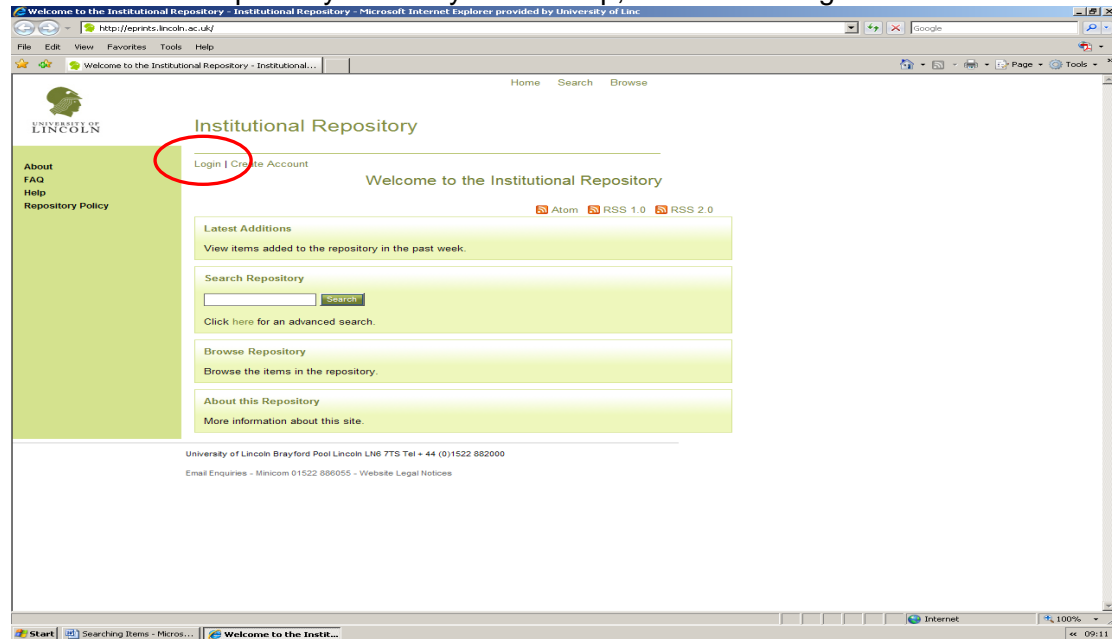 Welcome to the Institutional Repository - Institutional Repository - Microsoft Internet Explorer provided by University of Linc
http://eprints.lincoln.ac.uk/
Google
File Edit View Favorites Tools Help
Welcome to the Institutional Repository - Institutional...
Page Tools
Home Search Browse
UNIVERSITY OF
LINCOLN
Institutional Repository
About
FAQ
Help
Repository Policy
Login | Create Account
Welcome to the Institutional Repository
Atom RSS 1.0 RSS 2.0
Latest Additions
View items added to the repository in the past week.
Search Repository
Search
Click here for an advanced search.
Browse Repository
Browse the items in the repository.
About this Repository
More information about this site.
University of Lincoln Brayford Pool Lincoln LN6 7TS Tel + 44 (0)1522 882000
Email Enquiries - Minicom 01522 886055 - Website Legal Notices
Internet 100%
Start Searching Items - Micros... Welcome to the Instit... 09:11